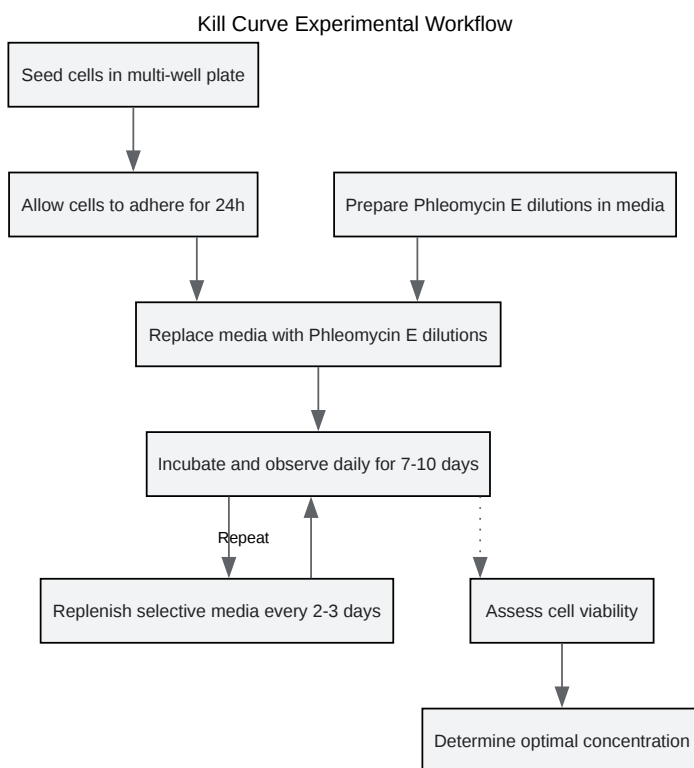 Kill Curve Experimental Workflow
Seed cells in multi-well plate
Allow cells to adhere for 24h
Prepare Phleomycin E dilutions in media
Replace media with Phleomycin E dilutions
Incubate and observe daily for 7-10 days
Repeat
Replenish selective media every 2-3 days
Assess cell viability
Determine optimal concentration